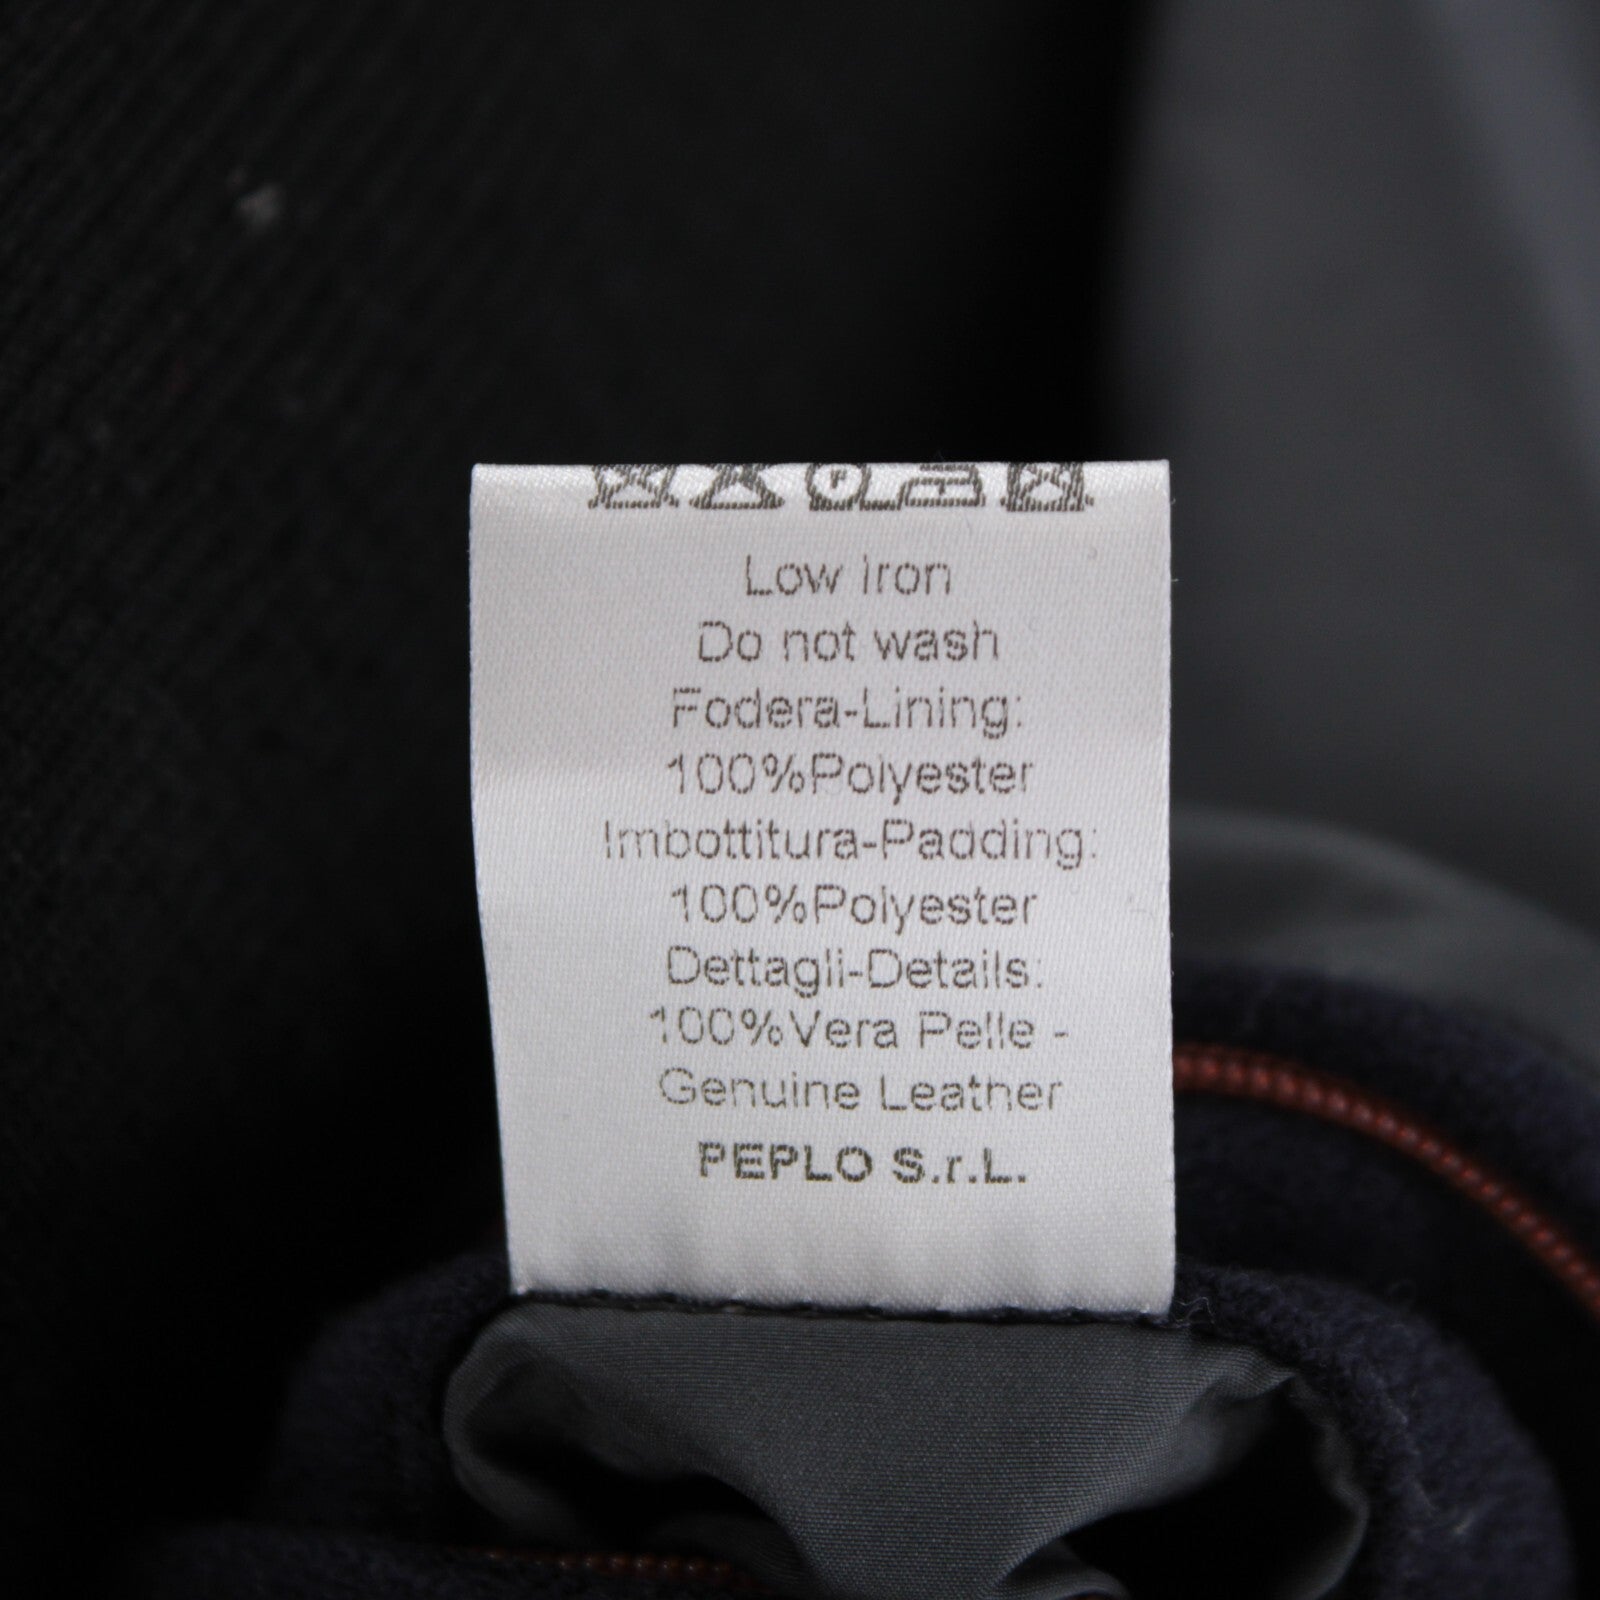 Low Iron
Do not wash
Fodera-Lining:
100%Polyester
Imbottitura-Padding:
100%Polyester
Dettagli-Details:
100%Vera Pelle -
Genuine Leather
PEPLO S.r.L.